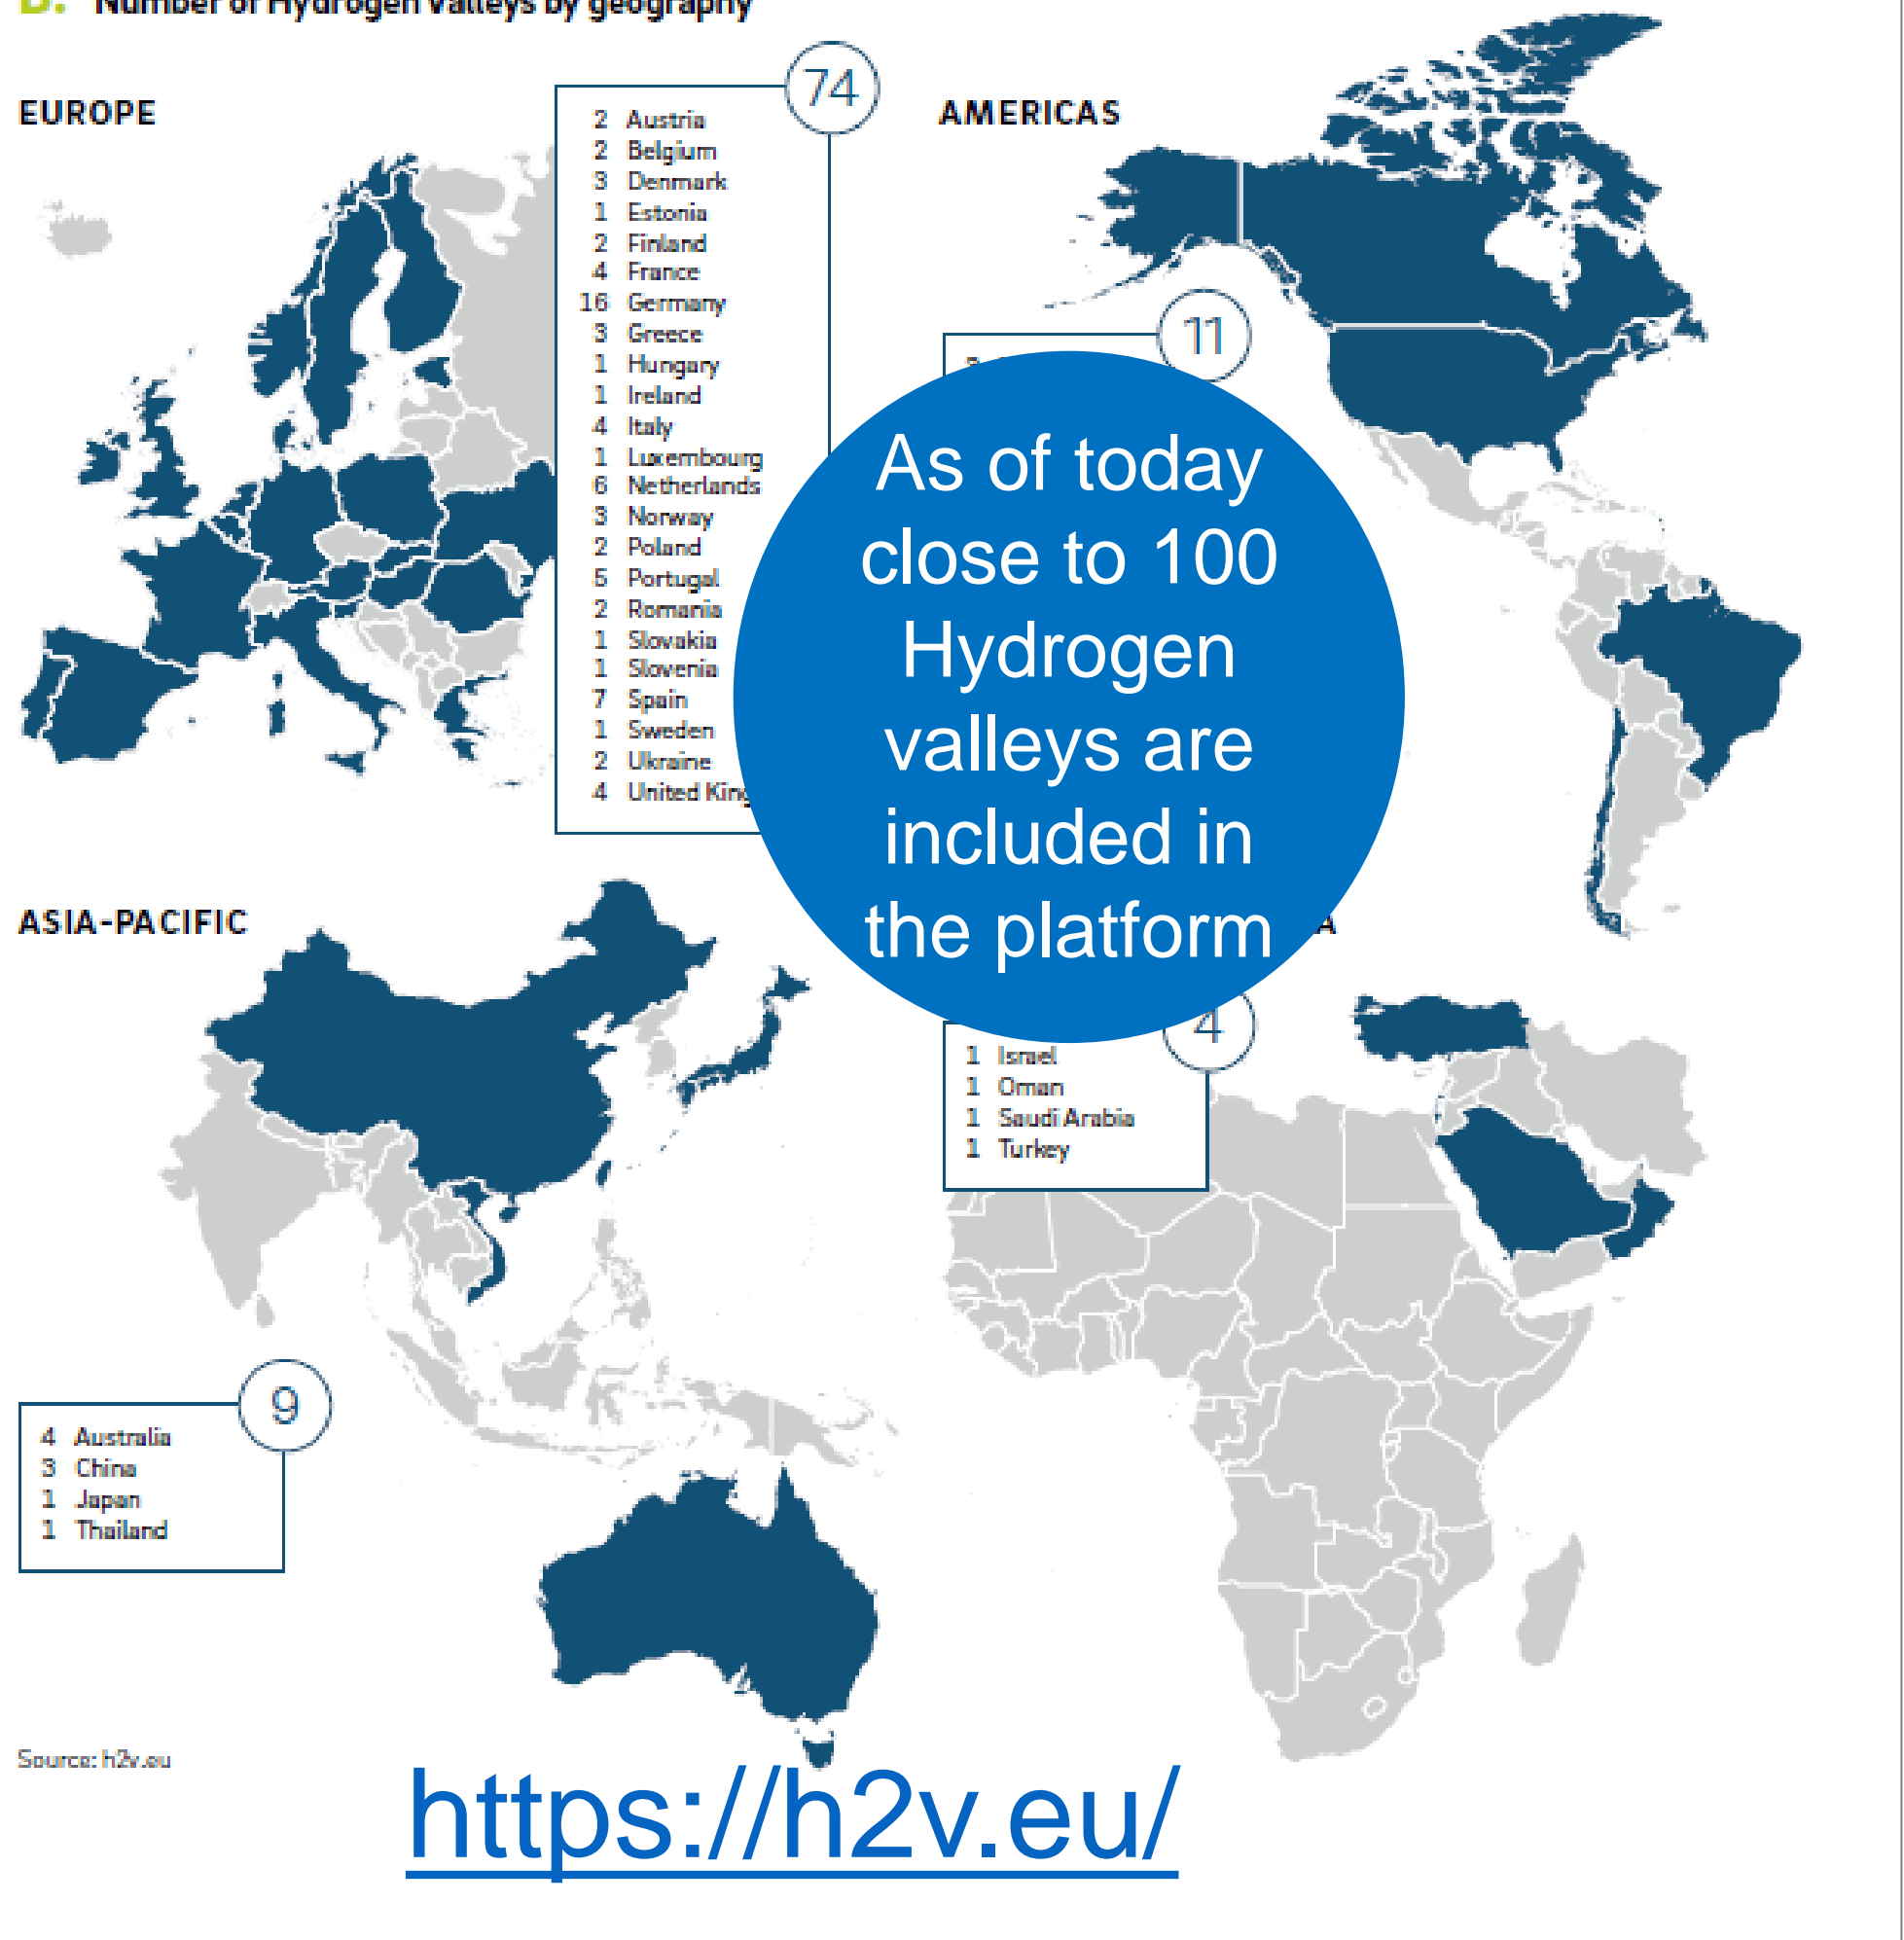 B. Number of Hydrogen Valleys by geography
EUROPE
74
2 Austria
2 Belgium
3 Denmark
1 Estonia
2 Finland
4 France
16 Germany
3 Greece
1 Hungary
1 Ireland
4 Italy
1 Luxembourg
6 Netherlands
3 Norway
2 Poland
5 Portugal
2 Romania
1 Slovakia
1 Slovenia
7 Spain
1 Sweden
2 Ukraine
4 United
AMERICAS
11
As of today
close to 100
Hydrogen
valleys are
included in
the platform
ASIA-PACIFIC
9
4 Australia
3 China
1 Japan
1 Thailand
4
1 Israel
1 Oman
1 Saudi Arabia
1 Turkey
Source: h2v.eu
https://h2v.eu/